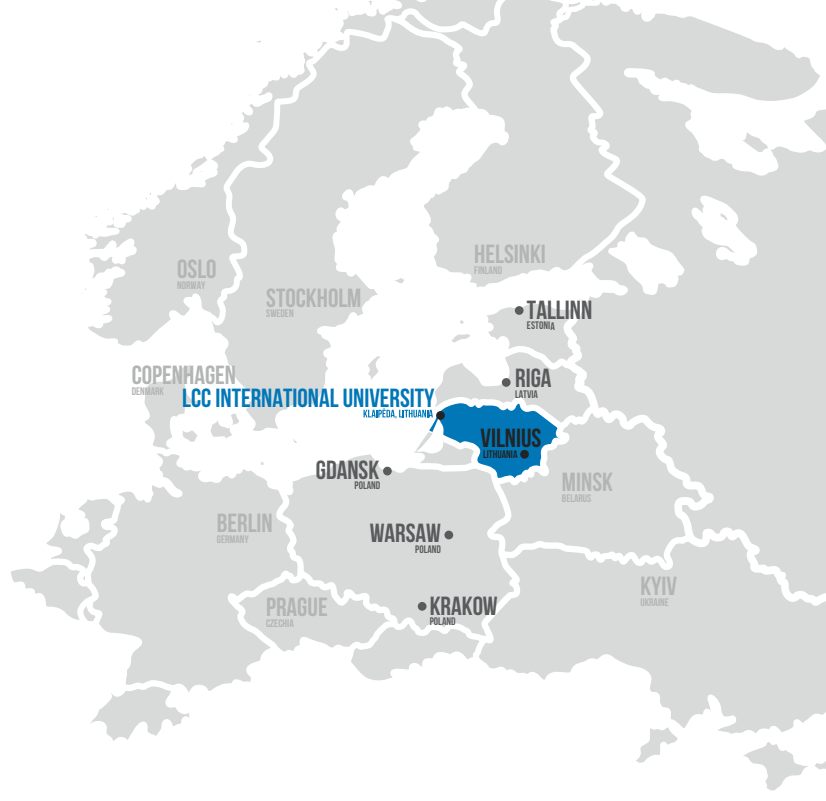 HELSINKI
FINLAND
OSLO
NORWAY
STOCKHOLM
SWEDEN
TALLINN
ESTONIA
COPENHAGEN
DENMARK
RIGA
LATVIA
LCC INTERNATIONAL UNIVERSITY
KLAIPĖDA, LITHUANIA
VILNIUS
LITHUANIA
GDANSK
POLAND
MINSK
BELARUS
BERLIN
GERMANY
WARSAW
POLAND
KYIV
UKRAINE
PRAGUE
CZECHIA
KRAKOW
POLAND